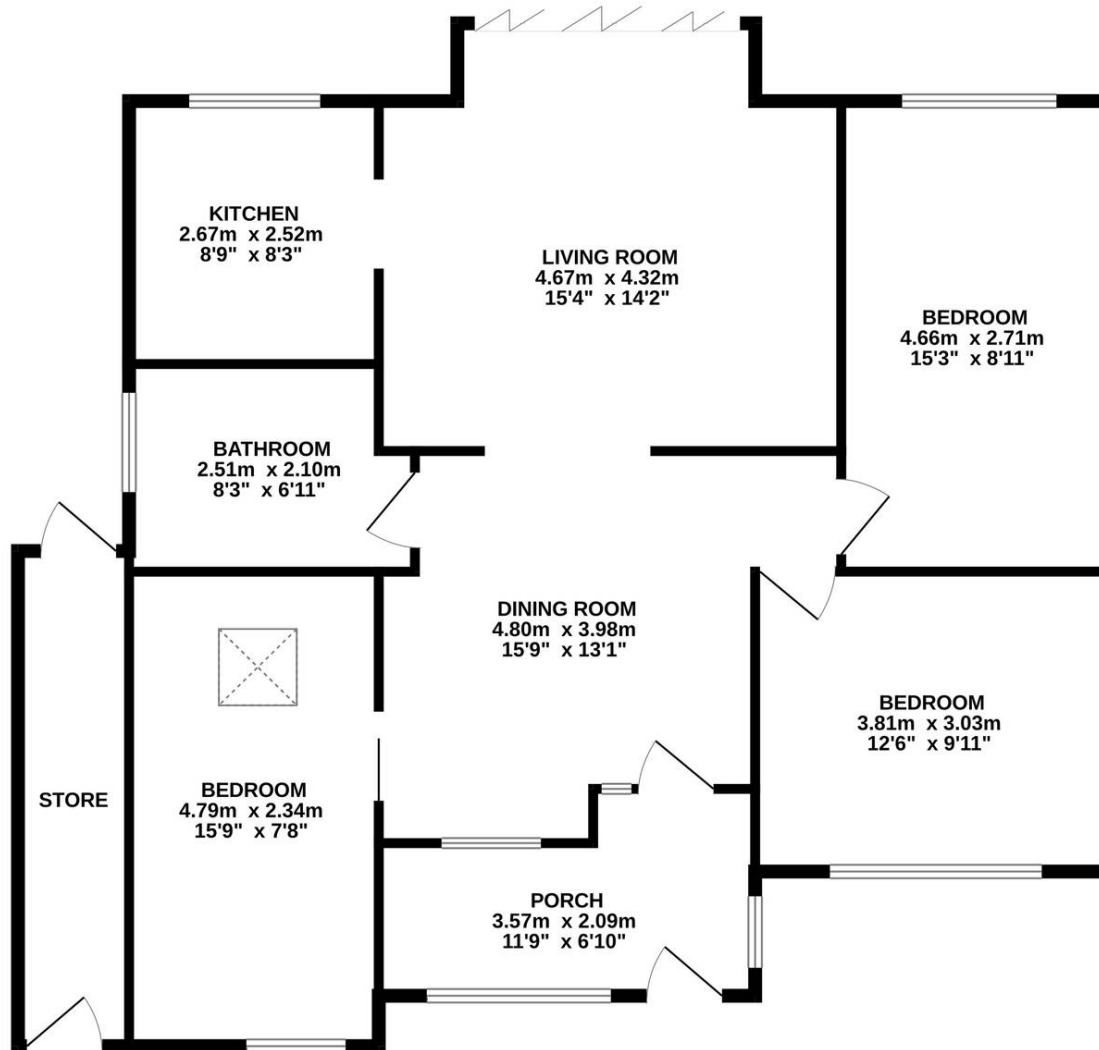 KITCHEN
2.67m x 2.52m
8'9" x 8'3"
LIVING ROOM
4.67m x 4.32m
15'4" x 14'2"
BEDROOM
4.66m x 2.71m
15'3" x 8'11"
BATHROOM
2.51m x 2.10m
8'3" x 6'11"
DINING ROOM
4.80m x 3.98m
15'9" x 13'1"
BEDROOM
3.81m x 3.03m
12'6" x 9'11"
STORE
BEDROOM
4.79m x 2.34m
15'9" x 7'8"
PORCH
3.57m x 2.09m
11'9" x 6'10"